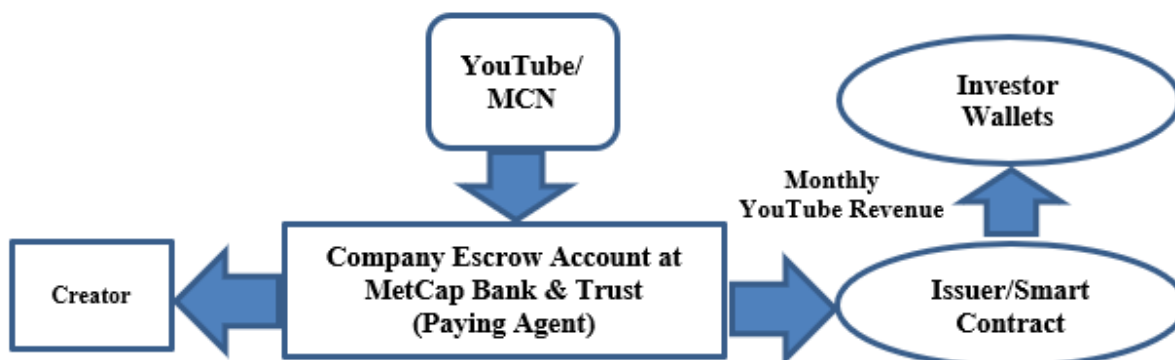 YouTube/
MCN
Investor
Wallets
Monthly
YouTube Revenue
Creator
Company Escrow Account at
MetCap Bank & Trust
(Paying Agent)
Issuer/Smart
Contract